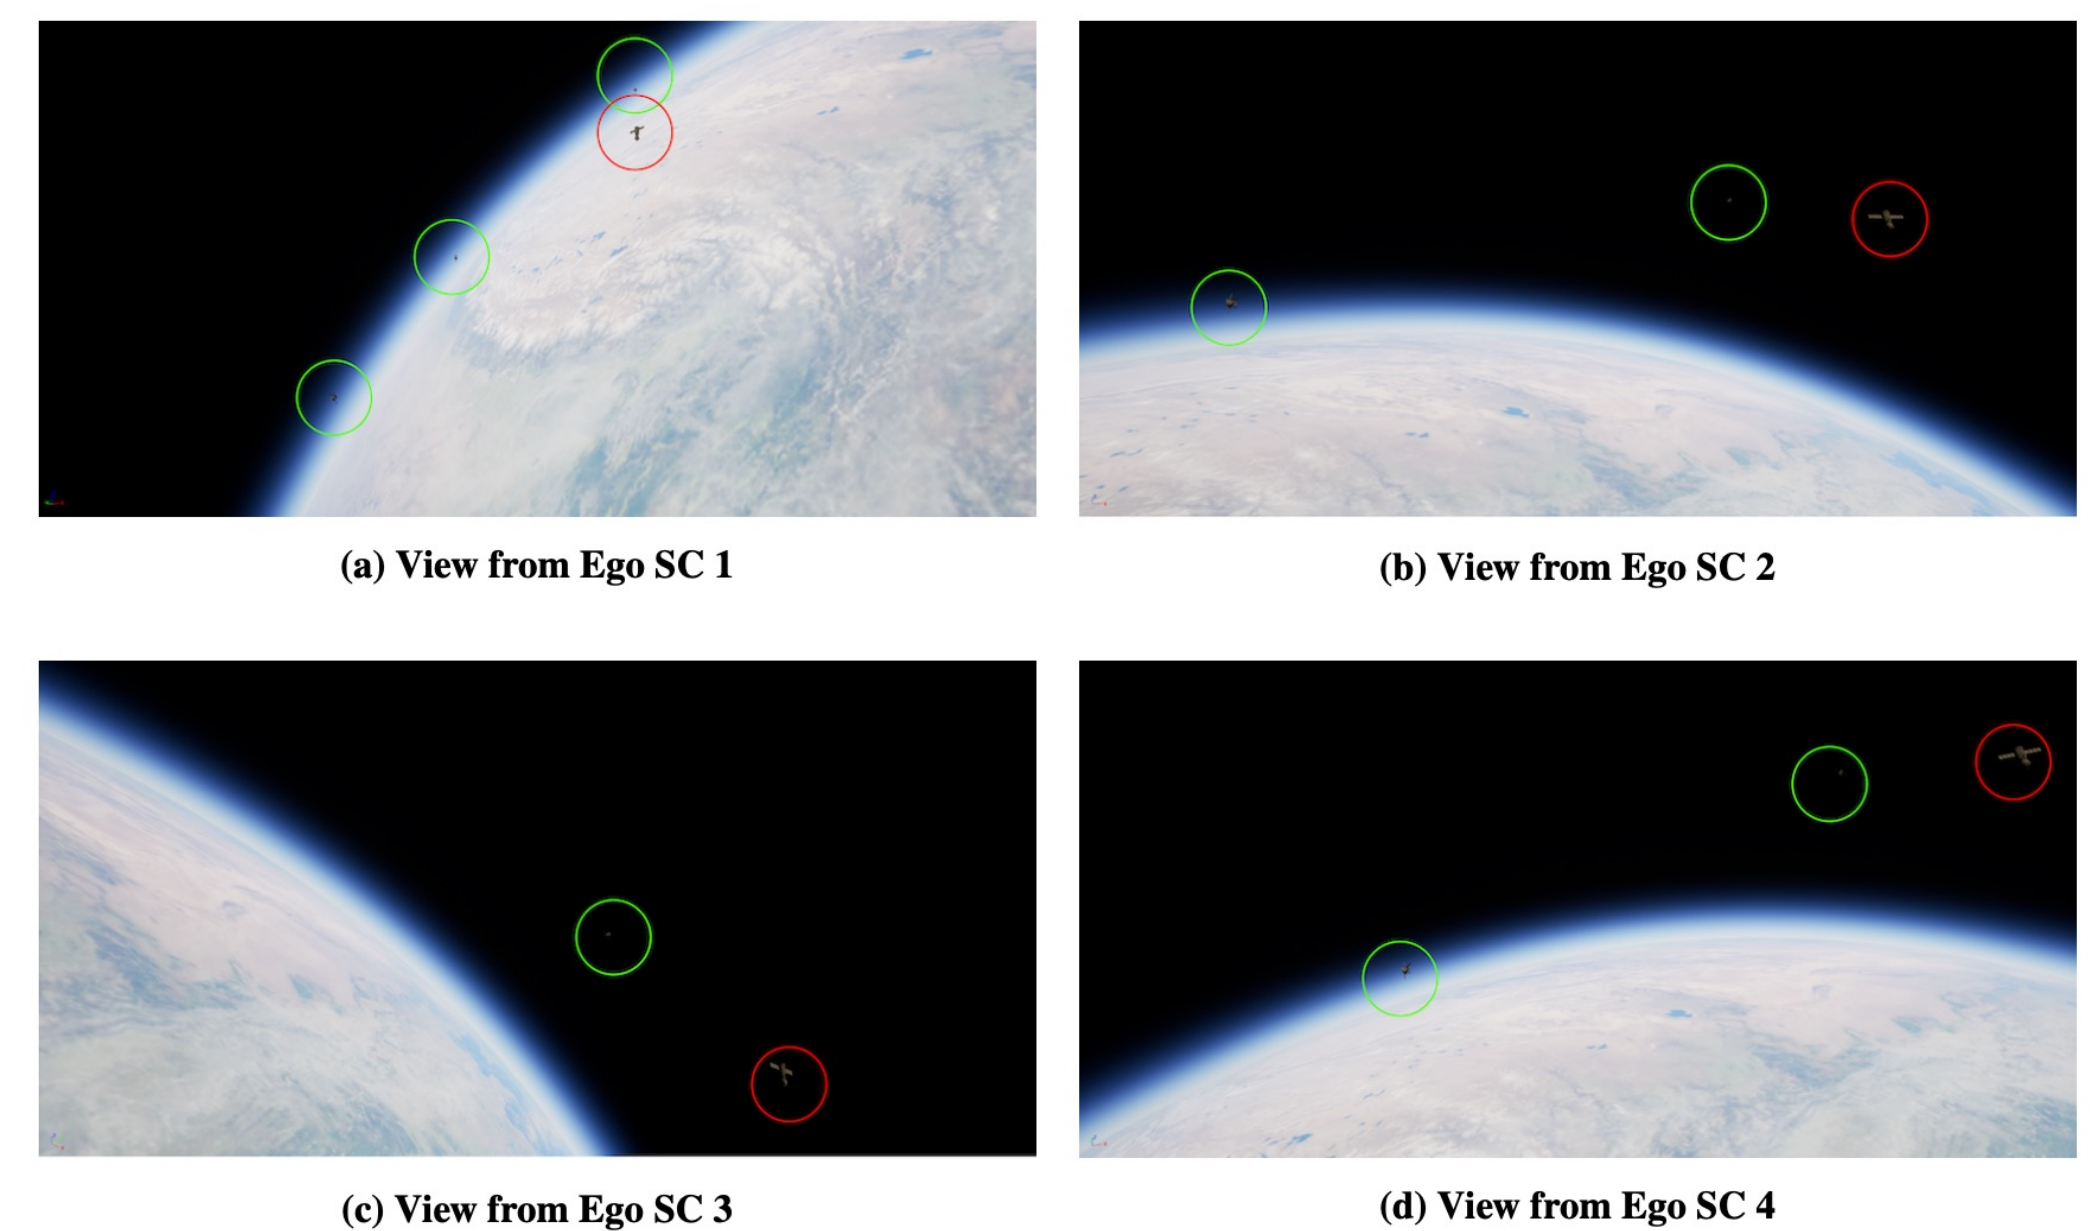 (a) View from Ego SC 1
(b) View from Ego SC 2
(c) View from Ego SC 3
(d) View from Ego SC 4